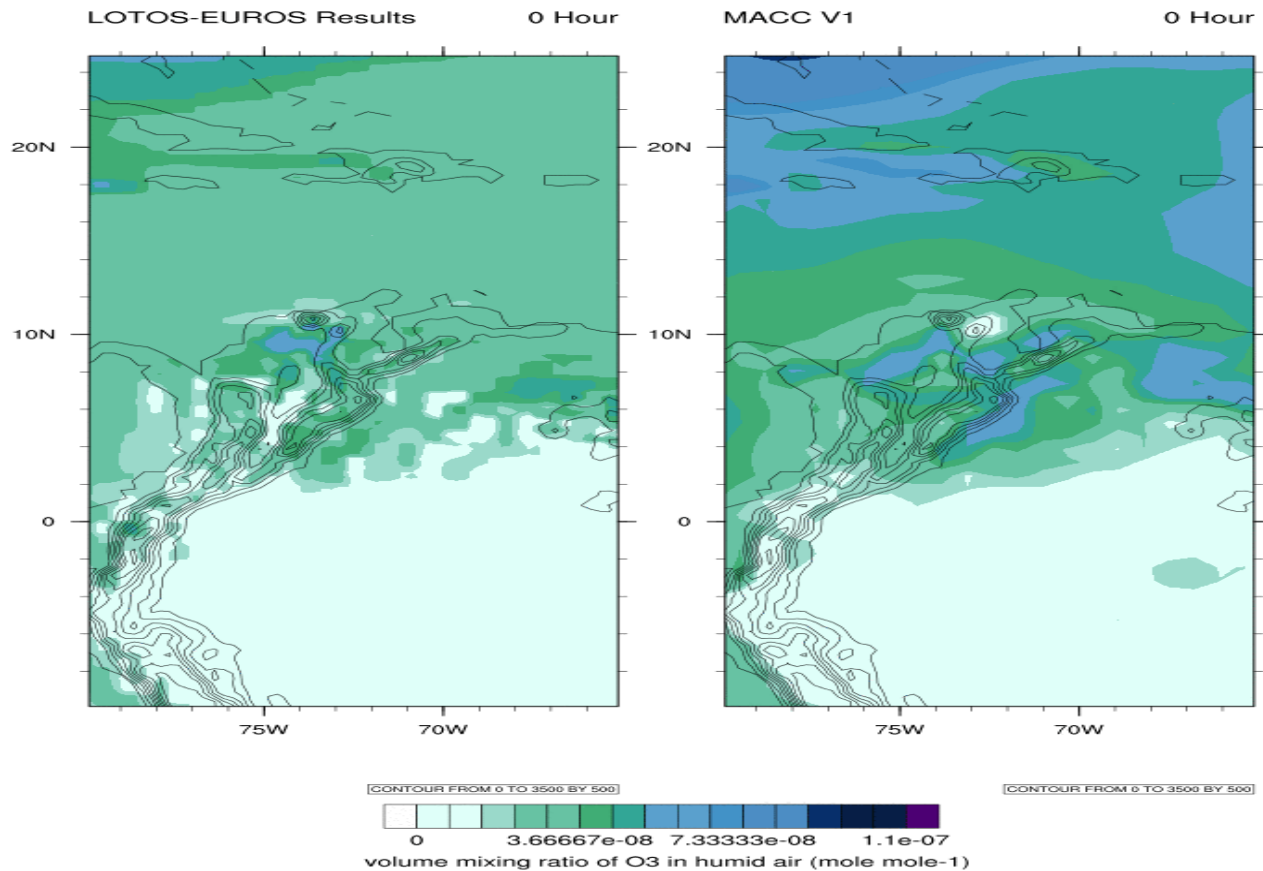 LOTOS-EUROS Results 0 Hour MACC V1 0 Hour
20N 20N
10N 10N
0 0
75W 70W 75W 70W
CONTOUR FROM 0 TO 3500 BY 500 CONTOUR FROM 0 TO 3500 BY 500
0 3.66667e-08 7.33333e-08 1.1e-07
volume mixing ratio of O3 in humid air (mole mole-1)